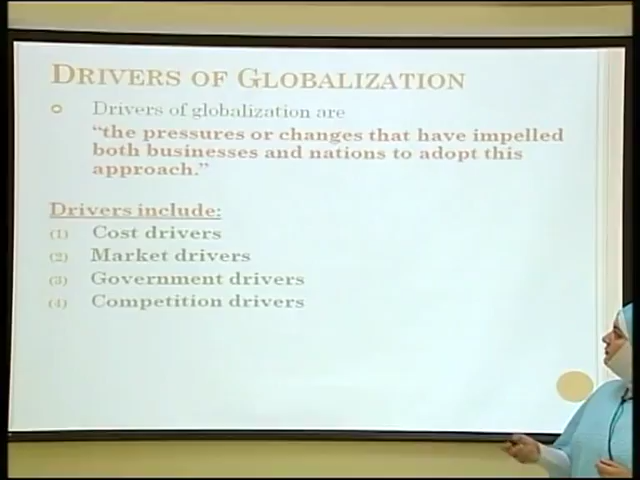 DRIVERS OF GLOBALIZATION
Drivers of globalization are
“the pressures or changes that have impelled
both businesses and nations to adopt this
approach.”
Drivers include:
(1) Cost drivers
(2) Market drivers
(3) Government drivers
(4) Competition drivers